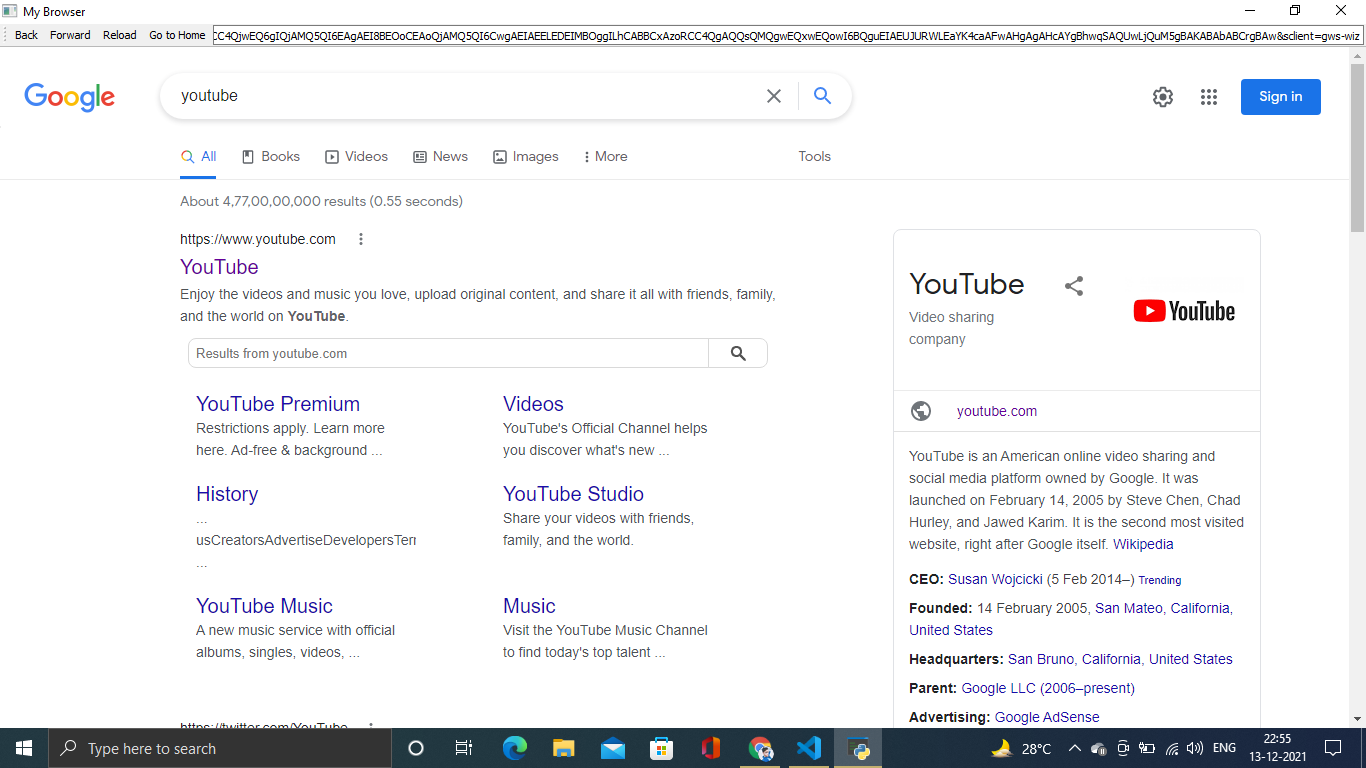 My Browser
Back Forward Reload Go to Home
Google
youtube
Sign in
All Books Videos News Images More Tools
About 4,77,00,00,000 results (0.55 seconds)
https://www.youtube.com
YouTube
Enjoy the videos and music you love, upload original content, and share it all with friends, family,
and the world on YouTube.
Results from youtube.com
YouTube Premium
Restrictions apply. Learn more
here. Ad-free & background ...
Videos
YouTube's Official Channel helps
you discover what's new ...
History
...
usCreatorsAdvertiseDevelopersTerr
...
YouTube Studio
Share your videos with friends,
family, and the world.
YouTube Music
A new music service with official
albums, singles, videos, ...
Music
Visit the YouTube Music Channel
to find today's top talent ...
https://twitter.com/YouTube
YouTube
Video sharing
company
YouTube
youtube.com
YouTube is an American online video sharing and
social media platform owned by Google. It was
launched on February 14, 2005 by Steve Chen, Chad
Hurley, and Jawed Karim. It is the second most visited
website, right after Google itself. Wikipedia
CEO: Susan Wojcicki (5 Feb 2014–) Trending
Founded: 14 February 2005, San Mateo, California,
United States
Headquarters: San Bruno, California, United States
Parent: Google LLC (2006–present)
Advertising: Google AdSense
Type here to search
28°C
ENG
22:55
13-12-2021